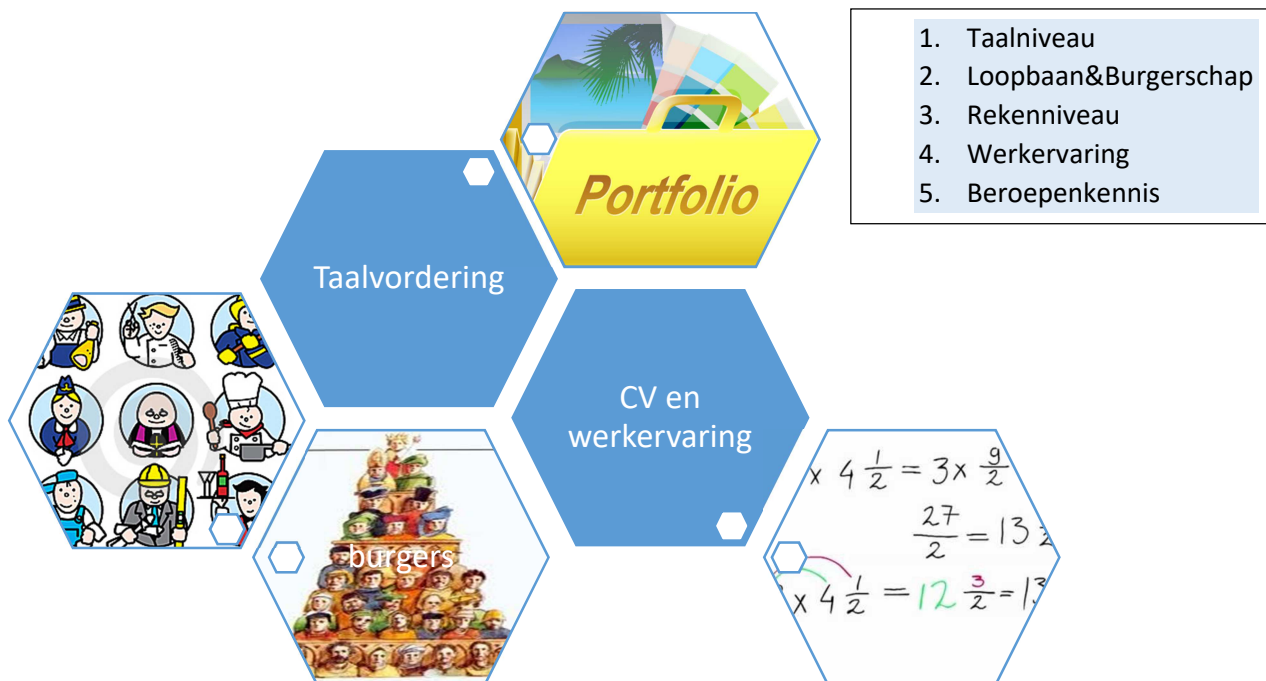 1. Taalniveau
2. Loopbaan&Burgerschap
3. Rekenniveau
4. Werkervaring
5. Beroepenkennis
Portfolio
Taalvordering
CV en
werkervaring
burgers
x 4 1/2 = 3 x 9/2
27/2 = 13
x 4 1/2 = 12 3/2 = 13